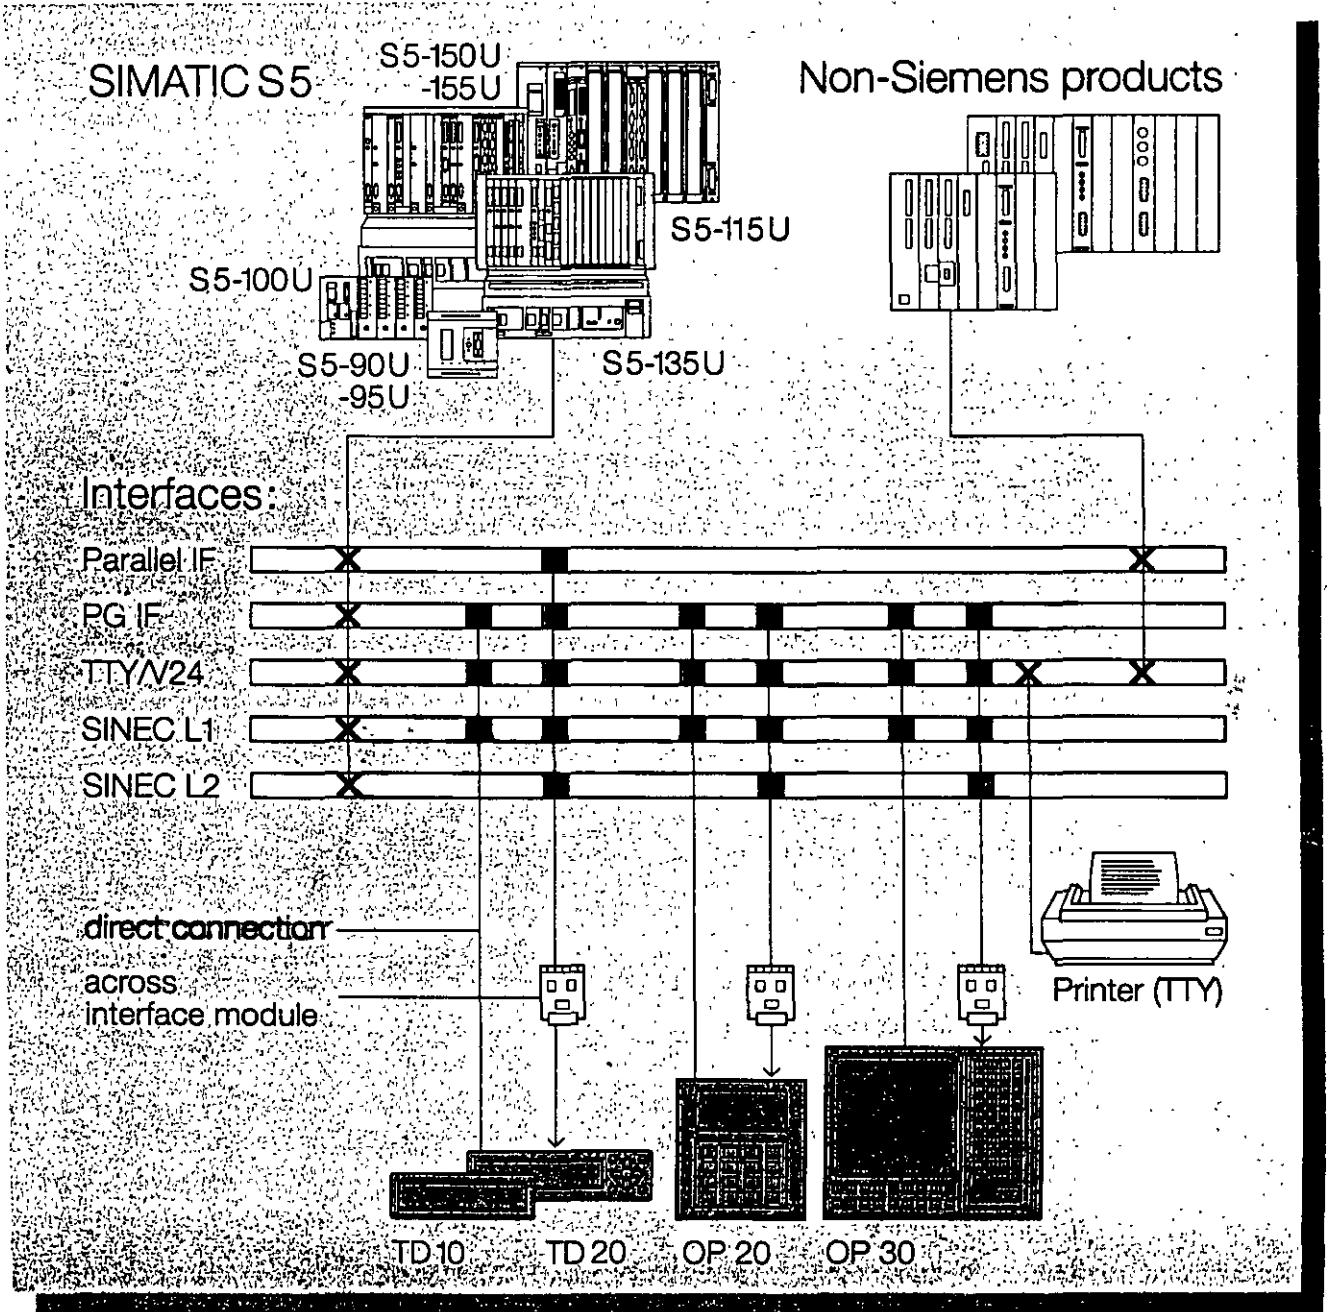 SIMATIC S5
S5-150U
-155U
Non-Siemens products
S5-115U
S5-100U
S5-90U
-95U
S5-135U
Interfaces:
Parallel IF
PG IF
TTY/V24
SINEC L1
SINEC L2
direct connection
across
interface module
Printer (TTY)
TD 10
TD 20
OP 20
OP 30